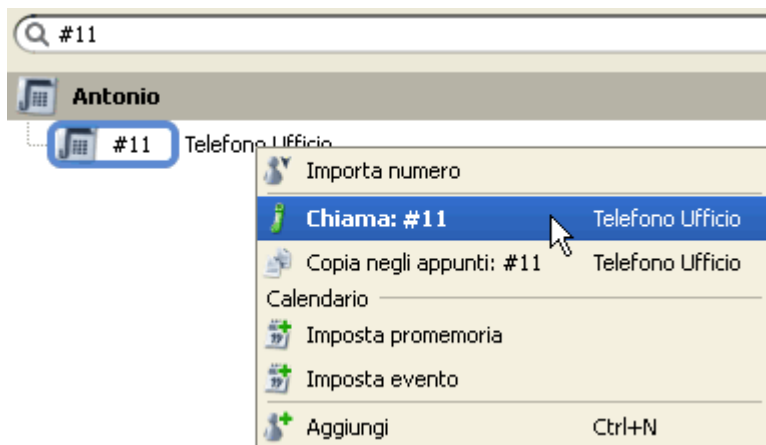 #11
Antonio
#11 Telefono Ufficio
Importa numero
Chiama: #11 Telefono Ufficio
Copia negli appunti: #11 Telefono Ufficio
Calendario
Imposta promemoria
Imposta evento
Aggiungi Ctrl+N